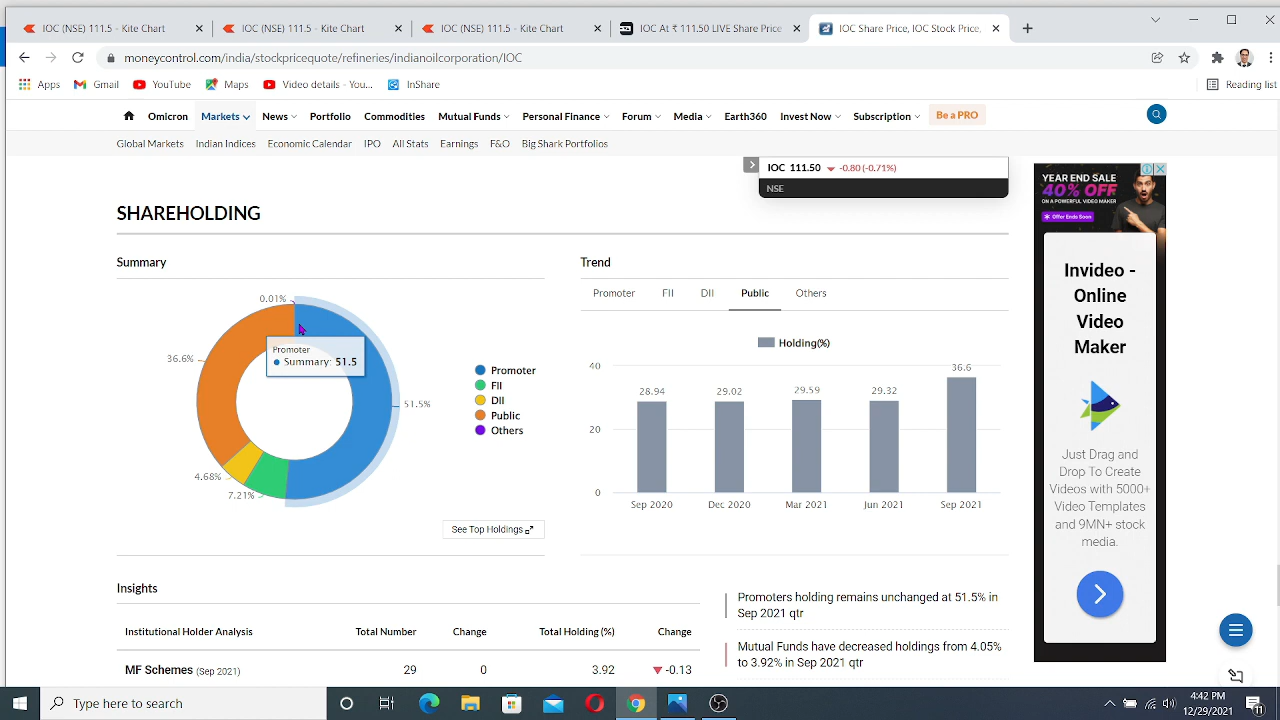 IOC (NSE) 111.5 - Kite Chart
IOC (NSE) 111.5 - Kite Chart
IOC (NSE) 111.5 - Kite Chart
IOC At ₹ 111.50 LIVE Share Price
IOC Share Price, IOC Stock Price,
moneycontrol.com/india/stockpricequote/refineries/indianoilcorporation/IOC
Apps
Gmail
YouTube
Maps
Video details - You...
InShare
Reading list
Omicron
Markets
News
Portfolio
Commodities
Mutual Funds
Personal Finance
Forum
Media
Earth360
Invest Now
Subscription
Be a PRO
Global Markets
Indian Indices
Economic Calendar
IPO
All Stats
Earnings
F&O
Big Shark Portfolios
IOC 111.50 -0.80 (-0.71%)
NSE
SHAREHOLDING
Summary
0.01%
36.6%
Promoter
Summary: 51.5
51.5%
4.68%
7.21%
Promoter
FII
DII
Public
Others
See Top Holdings
Trend
Promoter
FII
DII
Public
Others
Holding(%)
40
20
0
28.94
29.02
29.59
29.32
36.6
Sep 2020
Dec 2020
Mar 2021
Jun 2021
Sep 2021
Insights
Institutional Holder Analysis
Total Number
Change
Total Holding (%)
Change
MF Schemes (Sep 2021)
29
0
3.92
-0.13
Promoters holding remains unchanged at 51.5% in
Sep 2021 qtr
Mutual Funds have decreased holdings from 4.05%
to 3.92% in Sep 2021 qtr
YEAR END SALE
40% OFF
ON A POWERFUL VIDEO MAKER
Offer Ends Soon
Invideo -
Online
Video
Maker
Just Drag and
Drop To Create
Videos with 5000+
Video Templates
and 9MN+ stock
media.
Type here to search
4:42 PM
12/29/2021
11